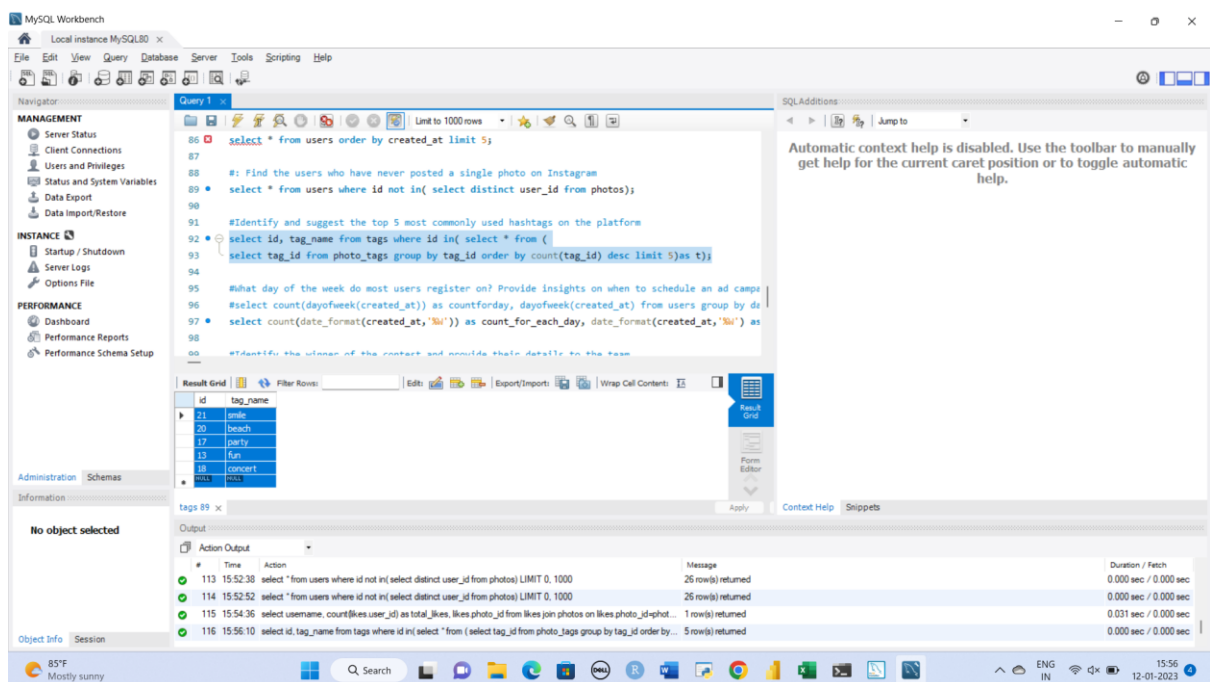 MySQL Workbench
Local instance MySQL80
File Edit View Query Database Server Tools Scripting Help
Navigator
MANAGEMENT
Server Status
Client Connections
Users and Privileges
Status and System Variables
Data Export
Data Import/Restore
INSTANCE
Startup / Shutdown
Server Logs
Options File
PERFORMANCE
Dashboard
Performance Reports
Performance Schema Setup
Administration Schemas
Information
No object selected
Object Info Session
Query 1
Limit to 1000 rows
86 select * from users order by created_at limit 5;
87
88 #: Find the users who have never posted a single photo on Instagram
89 select * from users where id not in( select distinct user_id from photos);
90
91 #Identify and suggest the top 5 most commonly used hashtags on the platform
92 select id, tag_name from tags where id in( select * from (
93 select tag_id from photo_tags group by tag_id order by count(tag_id) desc limit 5)as t);
94
95 #What day of the week do most users register on? Provide insights on when to schedule an ad campa
96 #select count(dayofweek(created_at)) as countforday, dayofweek(created_at) from users group by da
97 select count(date_format(created_at,'%W')) as count_for_each_day, date_format(created_at,'%W') as
98
99 #Identify the winner of the contest and provide their details to the team
Result Grid Filter Rows: Edit: Export/Import: Wrap Cell Content:
id tag_name
21 smile
20 beach
17 party
13 fun
18 concert
NULL NULL
Result Grid
Form Editor
tags 89
Apply
SQLAdditions
Jump to
Automatic context help is disabled. Use the toolbar to manually
get help for the current caret position or to toggle automatic
help.
Context Help Snippets
Output
Action Output
# Time Action Message Duration / Fetch
113 15:52:38 select * from users where id not in( select distinct user_id from photos) LIMIT 0, 1000 26 row(s) returned 0.000 sec / 0.000 sec
114 15:52:52 select * from users where id not in( select distinct user_id from photos) LIMIT 0, 1000 26 row(s) returned 0.000 sec / 0.000 sec
115 15:54:36 select username, count(likes.user_id) as total_likes, likes.photo_id from likes join photos on likes.photo_id=phot... 1 row(s) returned 0.031 sec / 0.000 sec
116 15:56:10 select id, tag_name from tags where id in( select * from ( select tag_id from photo_tags group by tag_id order by... 5 row(s) returned 0.000 sec / 0.000 sec
85°F
Mostly sunny
Search
DELL
ENG
IN
15:56
12-01-2023
4